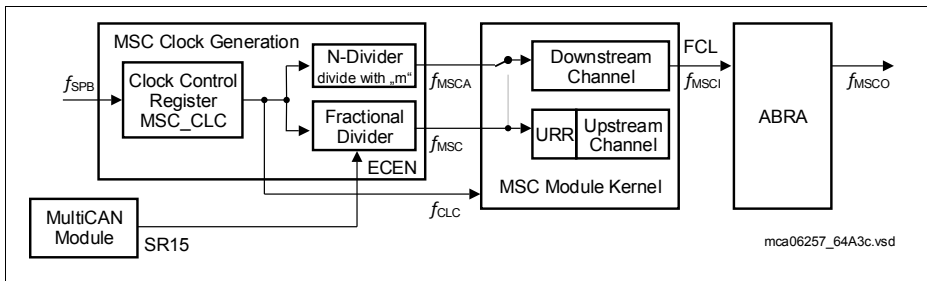 MSC Clock Generation
fSPB
Clock Control
Register
MSC_CLC
N-Divider
divide with „m“
Fractional
Divider
ECEN
fMSCA
fMSC
fCLC
MultiCAN
Module
SR15
Downstream
Channel
URR
Upstream
Channel
MSC Module Kernel
FCL
fMSCI
ABRA
fMSCO
mca06257_64A3c.vsd